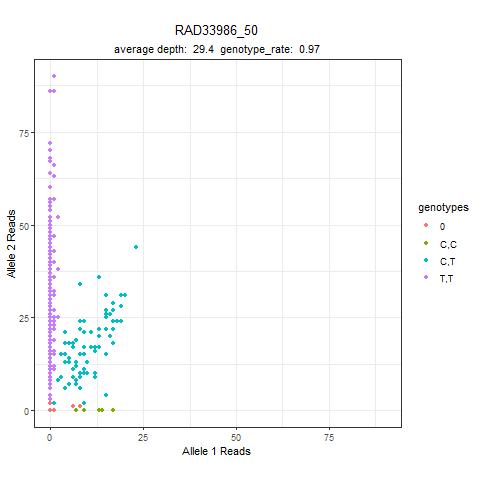 RAD33986_50
average depth: 29.4 genotype_rate: 0.97
Allele 2 Reads
75
50
25
0
0 25 50 75
Allele 1 Reads
genotypes
0
C,C
C,T
T,T